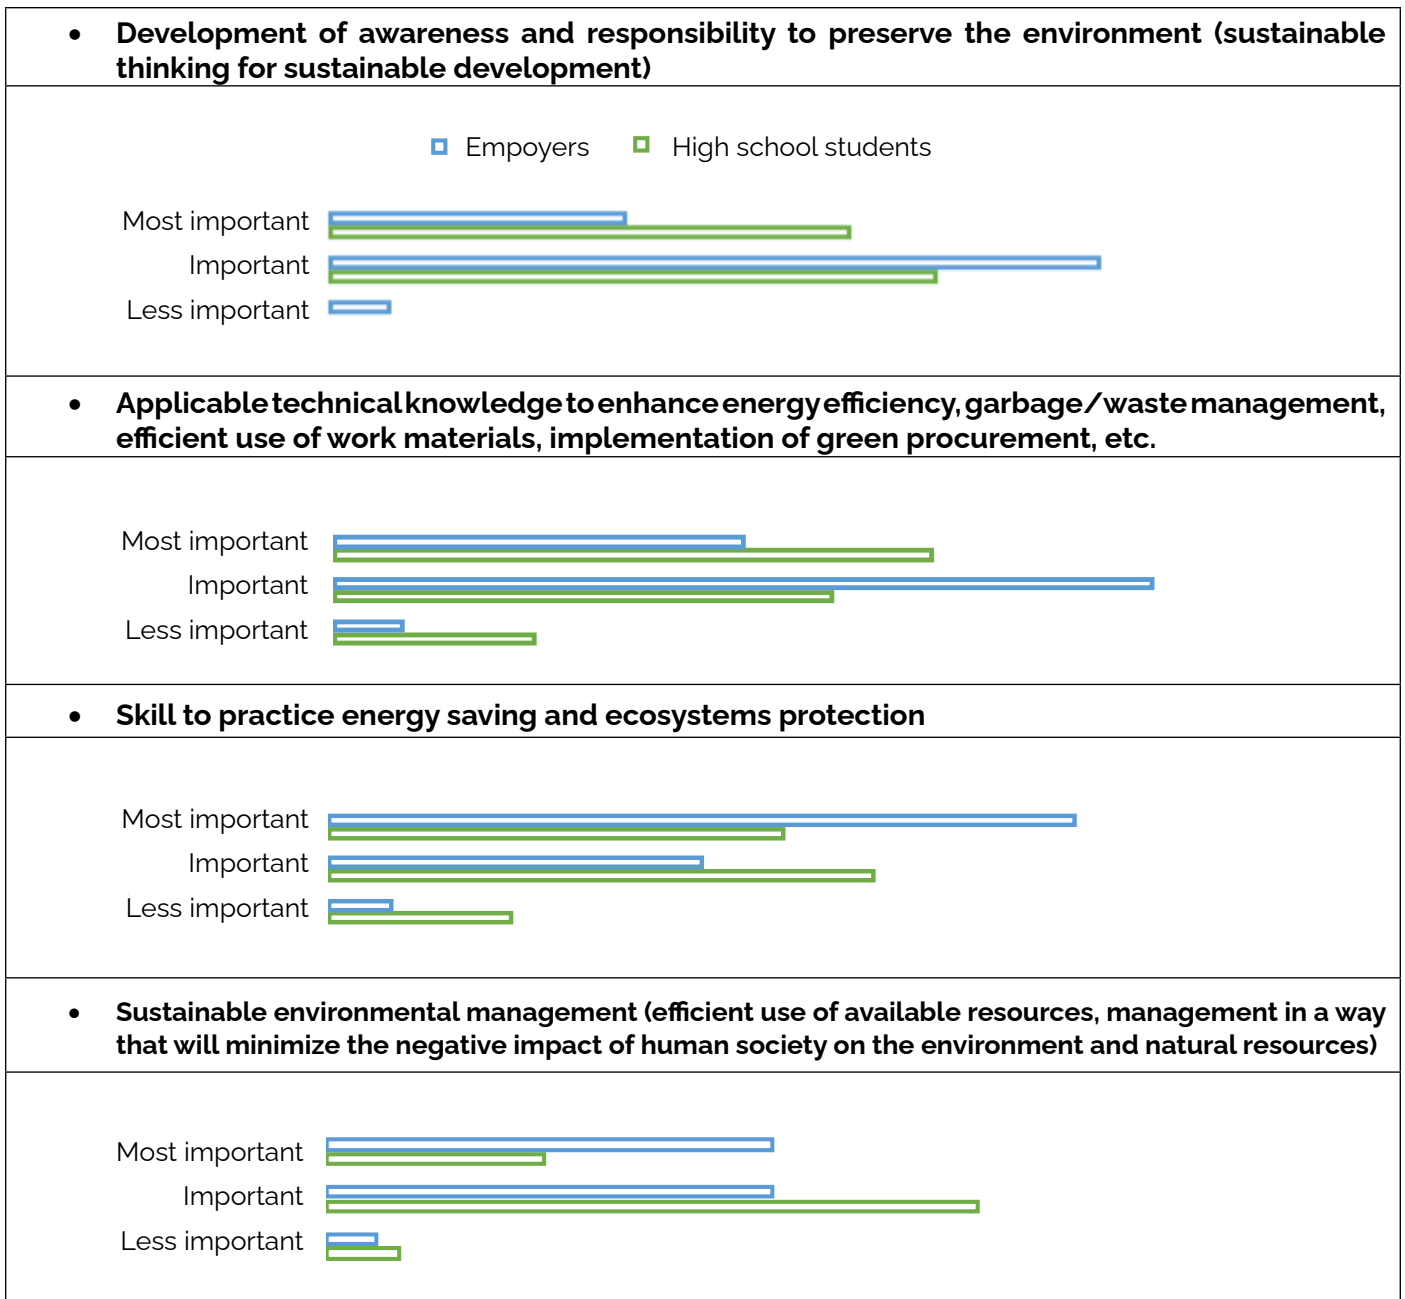 • Development of awareness and responsibility to preserve the environment (sustainable
thinking for sustainable development)
Empoyers High school students
Most important
Important
Less important
• Applicable technical knowledge to enhance energy efficiency, garbage/waste management,
efficient use of work materials, implementation of green procurement, etc.
Most important
Important
Less important
• Skill to practice energy saving and ecosystems protection
Most important
Important
Less important
• Sustainable environmental management (efficient use of available resources, management in a way
that will minimize the negative impact of human society on the environment and natural resources)
Most important
Important
Less important